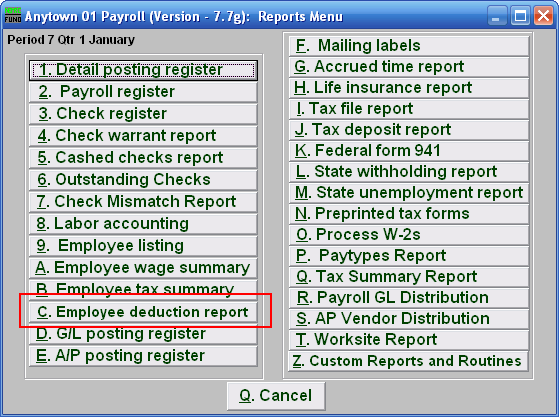 Anytown 01 Payroll (Version - 7.7g): Reports Menu
Period 7 Qtr 1 January
1. Detail posting register
2. Payroll register
3. Check register
4. Check warrant report
5. Cashed checks report
6. Outstanding Checks
7. Check Mismatch Report
8. Labor accounting
9. Employee listing
A. Employee wage summary
B. Employee tax summary
C. Employee deduction report
D. G/L posting register
E. A/P posting register
F. Mailing labels
G. Accrued time report
H. Life insurance report
I. Tax file report
J. Tax deposit report
K. Federal form 941
L. State withholding report
M. State unemployment report
N. Preprinted tax forms
O. Process W-2s
P. Paytypes Report
Q. Tax Summary Report
R. Payroll GL Distribution
S. AP Vendor Distribution
T. Worksite Report
Z. Custom Reports and Routines
Q. Cancel